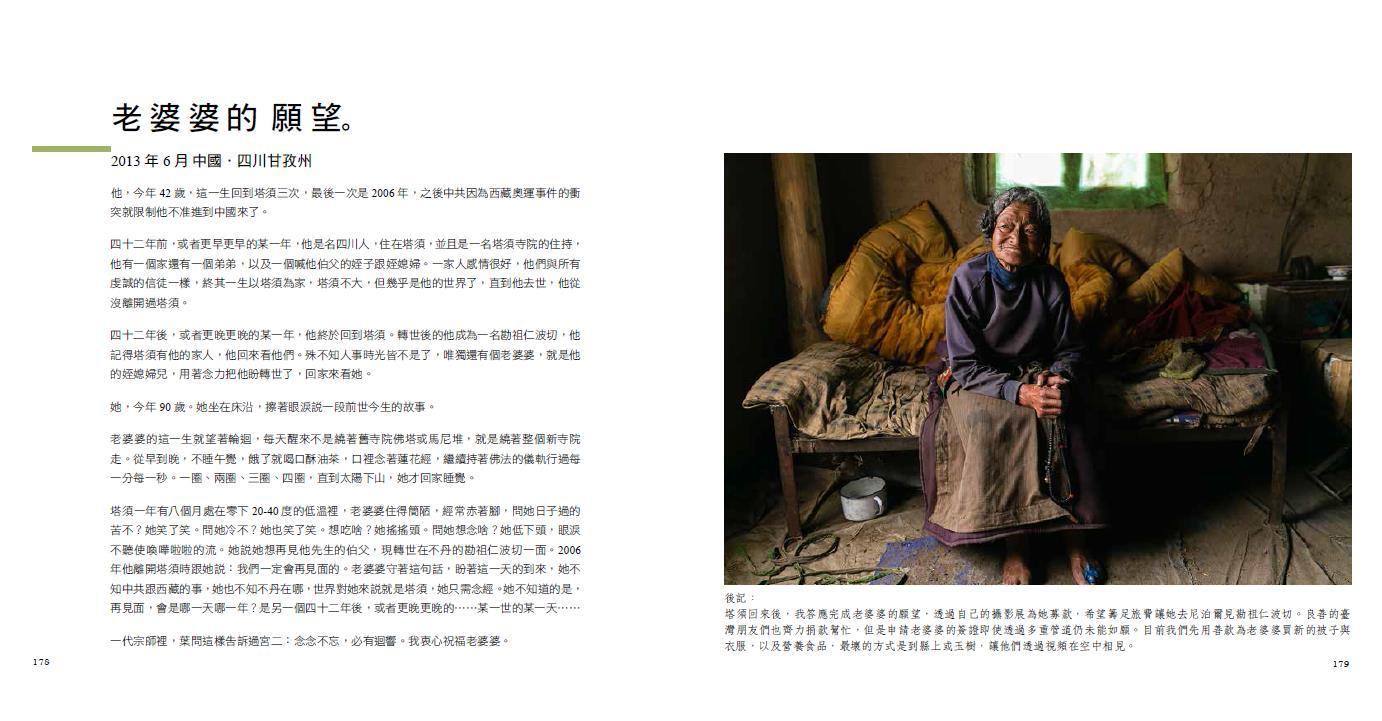 老婆婆的 願望。
2013 年 6 月 中國・四川甘孜州
他，今年 42 歲，這一生回到塔須三次，最後一次是 2006 年，之後中共因為西藏奧運事件的衝
突就限制他不准進到中國來了。
四十二年前，或者更早更早的某一年，他是名四川人，住在塔須，並且是一名塔須寺院的住持，
他有一個家還有一個弟弟，以及一個喊他伯父的姪子跟姪媳婦。一家人感情很好，他們與所有
虔誠的信徒一樣，終其一生以塔須為家，塔須不大，但幾乎是他的世界了，直到他去世，他從
沒離開過塔須。
四十二年後，或者更晚更晚的某一年，他終於回到塔須。轉世後的他成為一名勘祖仁波切，他
記得塔須有他的家人，他回來看他們。殊不知人事時光皆不是了，唯獨還有個老婆婆，就是他
的姪媳婦兒，用著念力把他盼轉世了，回家來看她。
她，今年 90 歲。她坐在床沿，擦著眼淚說一段前世今生的故事。
老婆婆的這一生就望著輪迴，每天醒來不是繞著舊寺院佛塔或馬尼堆，就是繞著整個新寺院
走。從早到晚，不睡午覺，餓了就喝口酥油茶，口裡念著蓮花經，繼續持著佛法的儀執行過每
一分每一秒。一圈、兩圈、三圈、四圈，直到太陽下山，她才回家睡覺。
塔須一年有八個月處在零下 20-40 度的低溫裡，老婆婆住得簡陋，經常赤著腳，問她日子過的
苦不？她笑了笑。問她冷不？她也笑了笑。想吃啥？她搖搖頭。問她想念啥？她低下頭，眼淚
不聽使喚嘩啦啦的流。她說她想再見他先生的伯父，現轉世在不丹的勘祖仁波切一面。2006
年他離開塔須時跟她說：我們一定會再見面的。老婆婆守著這句話，盼著這一天的到來，她不
知中共跟西藏的事，她也不知不丹在哪，世界對她來說就是塔須，她只需念經。她不知道的是，
再見面，會是哪一天哪一年？是另一個四十二年後，或者更晚更晚的……某一世的某一天……
一代宗師裡，葉問這樣告訴過宮二：念念不忘，必有迴響。我衷心祝福老婆婆。
178
後記：
塔須回來後，我答應完成老婆婆的願望，透過自己的攝影展為她募款，希望籌足旅費讓她去尼泊爾見勘祖仁波切。良善的臺
灣朋友們也齊力捐款幫忙，但是申請老婆婆的簽證即使透過多重管道仍未能如願。目前我們先用善款為老婆婆買新的被子與
衣服，以及營養食品，最壞的方式是到縣上或玉樹，讓他們透過視頻在空中相見。
179